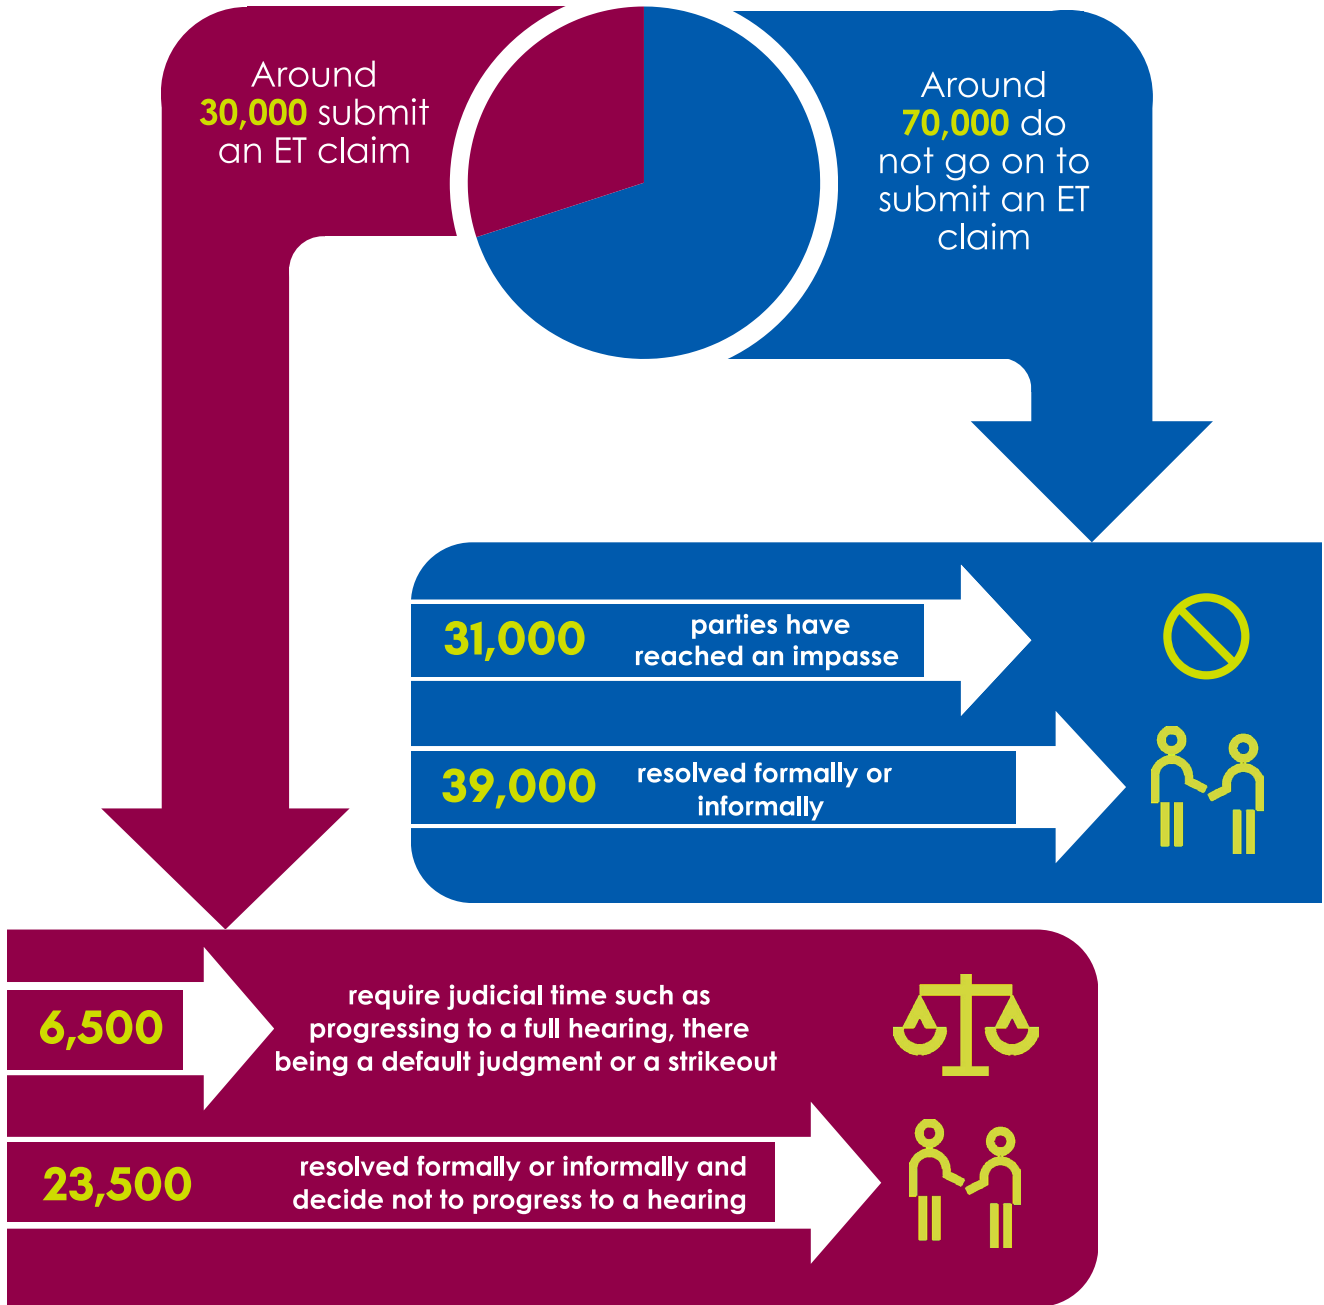 Around
30,000 submit
an ET claim
Around
70,000 do
not go on to
submit an ET
claim
31,000
parties have
reached an impasse
39,000
resolved formally or
informally
6,500
require judicial time such as
progressing to a full hearing, there
being a default judgment or a strikeout
23,500
resolved formally or informally and
decide not to progress to a hearing